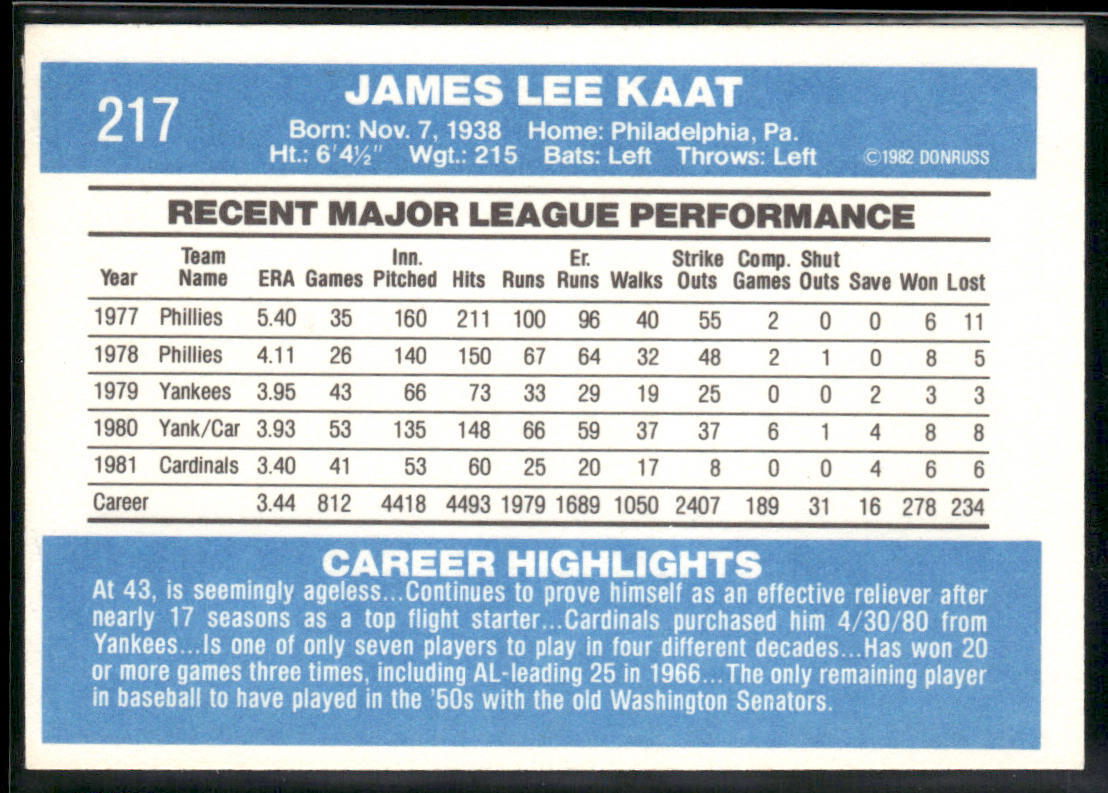 217
JAMES LEE KAAT
Born: Nov. 7, 1938 Home: Philadelphia, Pa.
Ht.: 6'4½" Wgt.: 215 Bats: Left Throws: Left ©1982 DONRUSS
RECENT MAJOR LEAGUE PERFORMANCE
Year Team Name ERA Games Inn. Pitched Hits Runs Er. Runs Walks Strike Outs Comp. Games Shut Outs Save Won Lost
1977 Phillies 5.40 35 160 211 100 96 40 55 2 0 0 6 11
1978 Phillies 4.11 26 140 150 67 64 32 48 2 1 0 8 5
1979 Yankees 3.95 43 66 73 33 29 19 25 0 0 2 3 3
1980 Yank/Car 3.93 53 135 148 66 59 37 37 6 1 4 8 8
1981 Cardinals 3.40 41 53 60 25 20 17 8 0 0 4 6 6
Career 3.44 812 4418 4493 1979 1689 1050 2407 189 31 16 278 234
CAREER HIGHLIGHTS
At 43, is seemingly ageless...Continues to prove himself as an effective reliever after
nearly 17 seasons as a top flight starter...Cardinals purchased him 4/30/80 from
Yankees...Is one of only seven players to play in four different decades...Has won 20
or more games three times, including AL-leading 25 in 1966...The only remaining player
in baseball to have played in the '50s with the old Washington Senators.